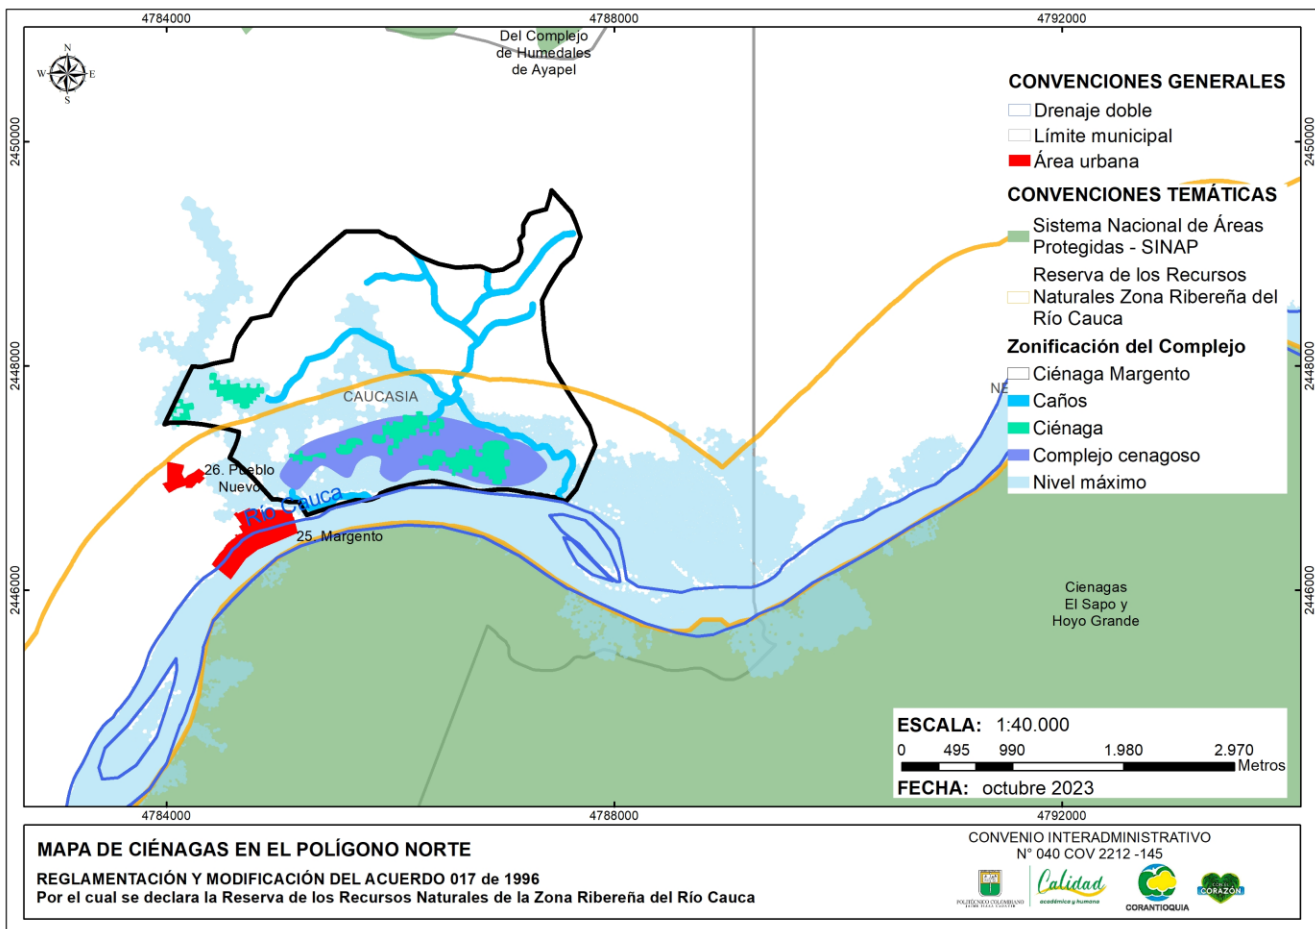 4784000
4788000
4792000
Del Complejo
de Humedales
de Ayapel
N
W
E
S
2450000
2448000
2446000
2450000
2448000
2446000
CONVENCIONES GENERALES
Drenaje doble
Límite municipal
Área urbana
CONVENCIONES TEMÁTICAS
Sistema Nacional de Áreas
Protegidas - SINAP
Reserva de los Recursos
Naturales Zona Ribereña del
Río Cauca
Zonificación del Complejo
Ciénaga Margento
Caños
Ciénaga
Complejo cenagoso
Nivel máximo
NE
CAUCASIA
26. Pueblo
Nuevo
Río Cauca
25. Margento
Cienagas
El Sapo y
Hoyo Grande
ESCALA: 1:40.000
0 495 990 1.980 2.970
Metros
FECHA: octubre 2023
4784000
4788000
4792000
MAPA DE CIÉNAGAS EN EL POLÍGONO NORTE
REGLAMENTACIÓN Y MODIFICACIÓN DEL ACUERDO 017 de 1996
Por el cual se declara la Reserva de los Recursos Naturales de la Zona Ribereña del Río Cauca
CONVENIO INTERADMINISTRATIVO
N° 040 COV 2212 -145
POLITÉCNICO COLOMBIANO
Calidad
académica y humana
CORANTIOQUIA
CORAZÓN